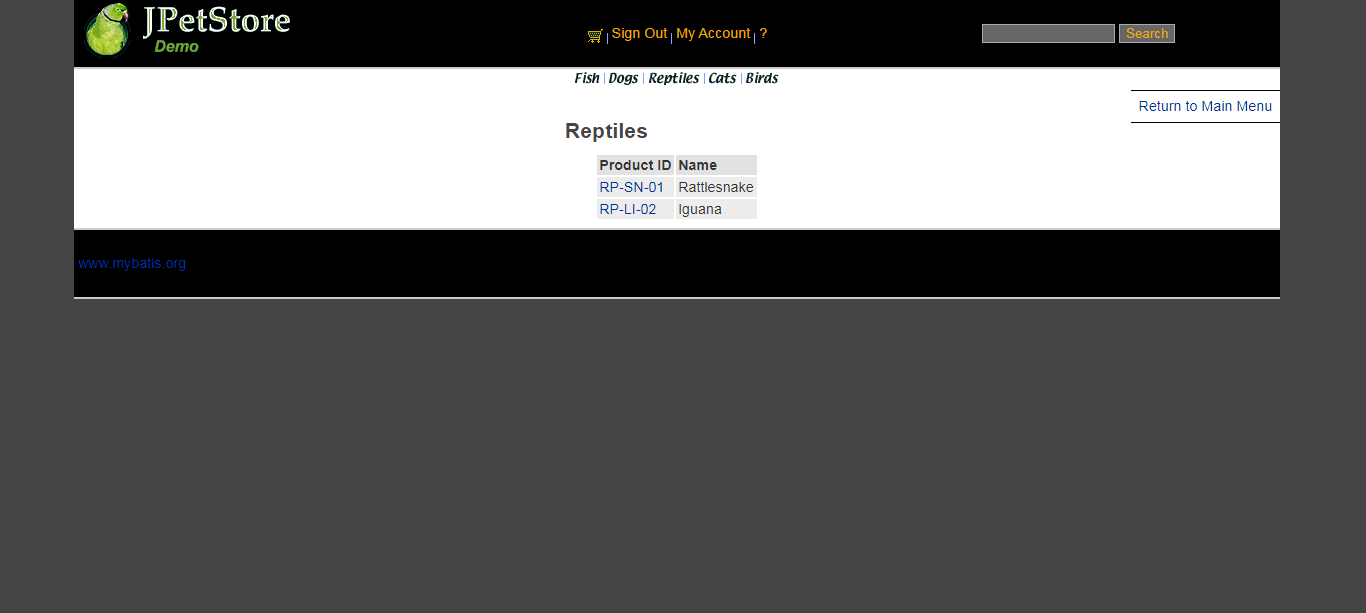 JPetStore
Demo
Sign Out My Account ?
Search
Fish Dogs Reptiles Cats Birds
Return to Main Menu
Reptiles
Product ID Name
RP-SN-01 Rattlesnake
RP-LI-02 Iguana
www.mybatis.org